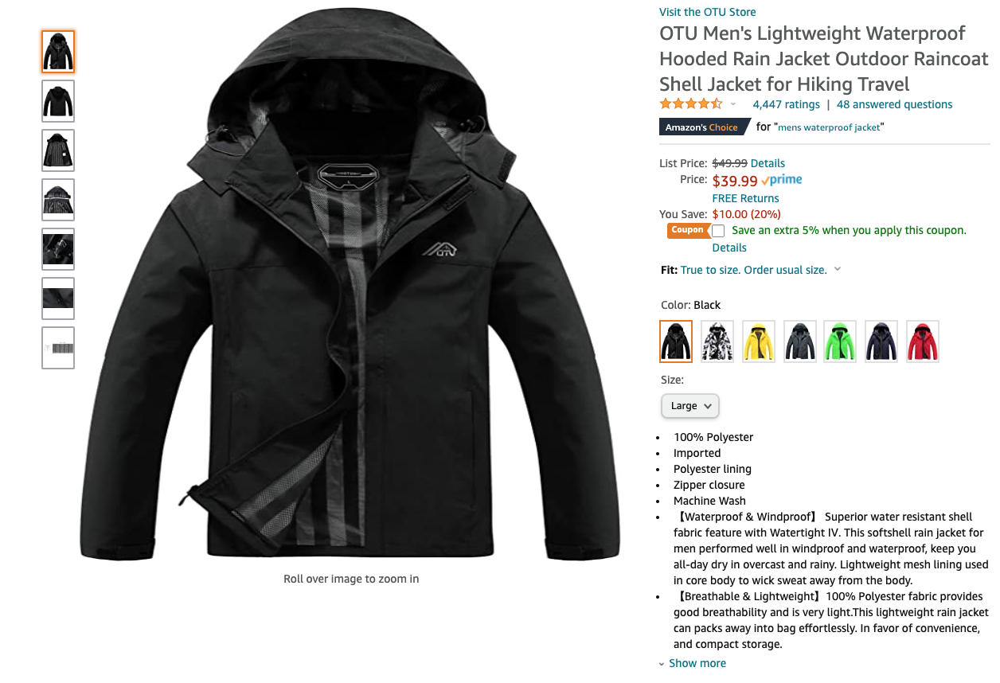 Visit the OTU Store
OTU Men's Lightweight Waterproof
Hooded Rain Jacket Outdoor Raincoat
Shell Jacket for Hiking Travel
4,447 ratings | 48 answered questions
Amazon's Choice for "mens waterproof jacket"
List Price: $49.99 Details
Price: $39.99 prime
FREE Returns
You Save: $10.00 (20%)
Coupon Save an extra 5% when you apply this coupon.
Details
Fit: True to size. Order usual size.
Color: Black
Size:
Large
• 100% Polyester
• Imported
• Polyester lining
• Zipper closure
• Machine Wash
• 【Waterproof & Windproof】 Superior water resistant shell
fabric feature with Watertight IV. This softshell rain jacket for
men performed well in windproof and waterproof, keep you
all-day dry in overcast and rainy. Lightweight mesh lining used
in core body to wick sweat away from the body.
• 【Breathable & Lightweight】100% Polyester fabric provides
good breathability and is very light.This lightweight rain jacket
can packs away into bag effortlessly. In favor of convenience,
and compact storage.
Show more
OTU
L
OTU
Roll over image to zoom in